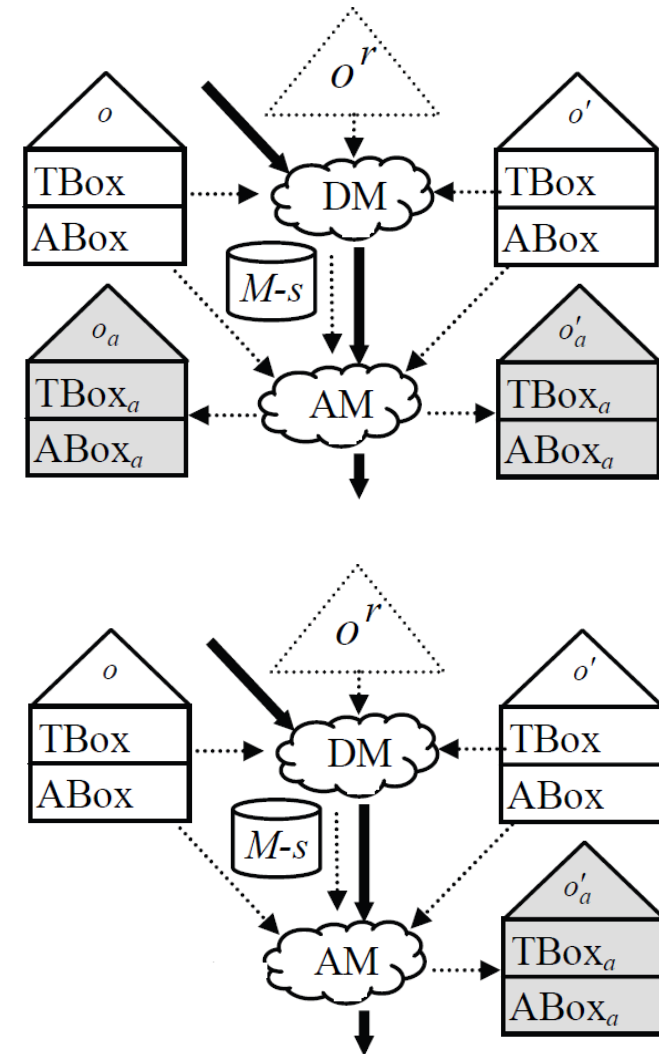 o^r
o
o'
TBox
DM
TBox
ABox
ABox
M-s
o_a
o'_a
TBox_a
AM
TBox_a
ABox_a
ABox_a
o^r
o
o'
TBox
DM
TBox
ABox
ABox
M-s
o'_a
AM
TBox_a
ABox_a